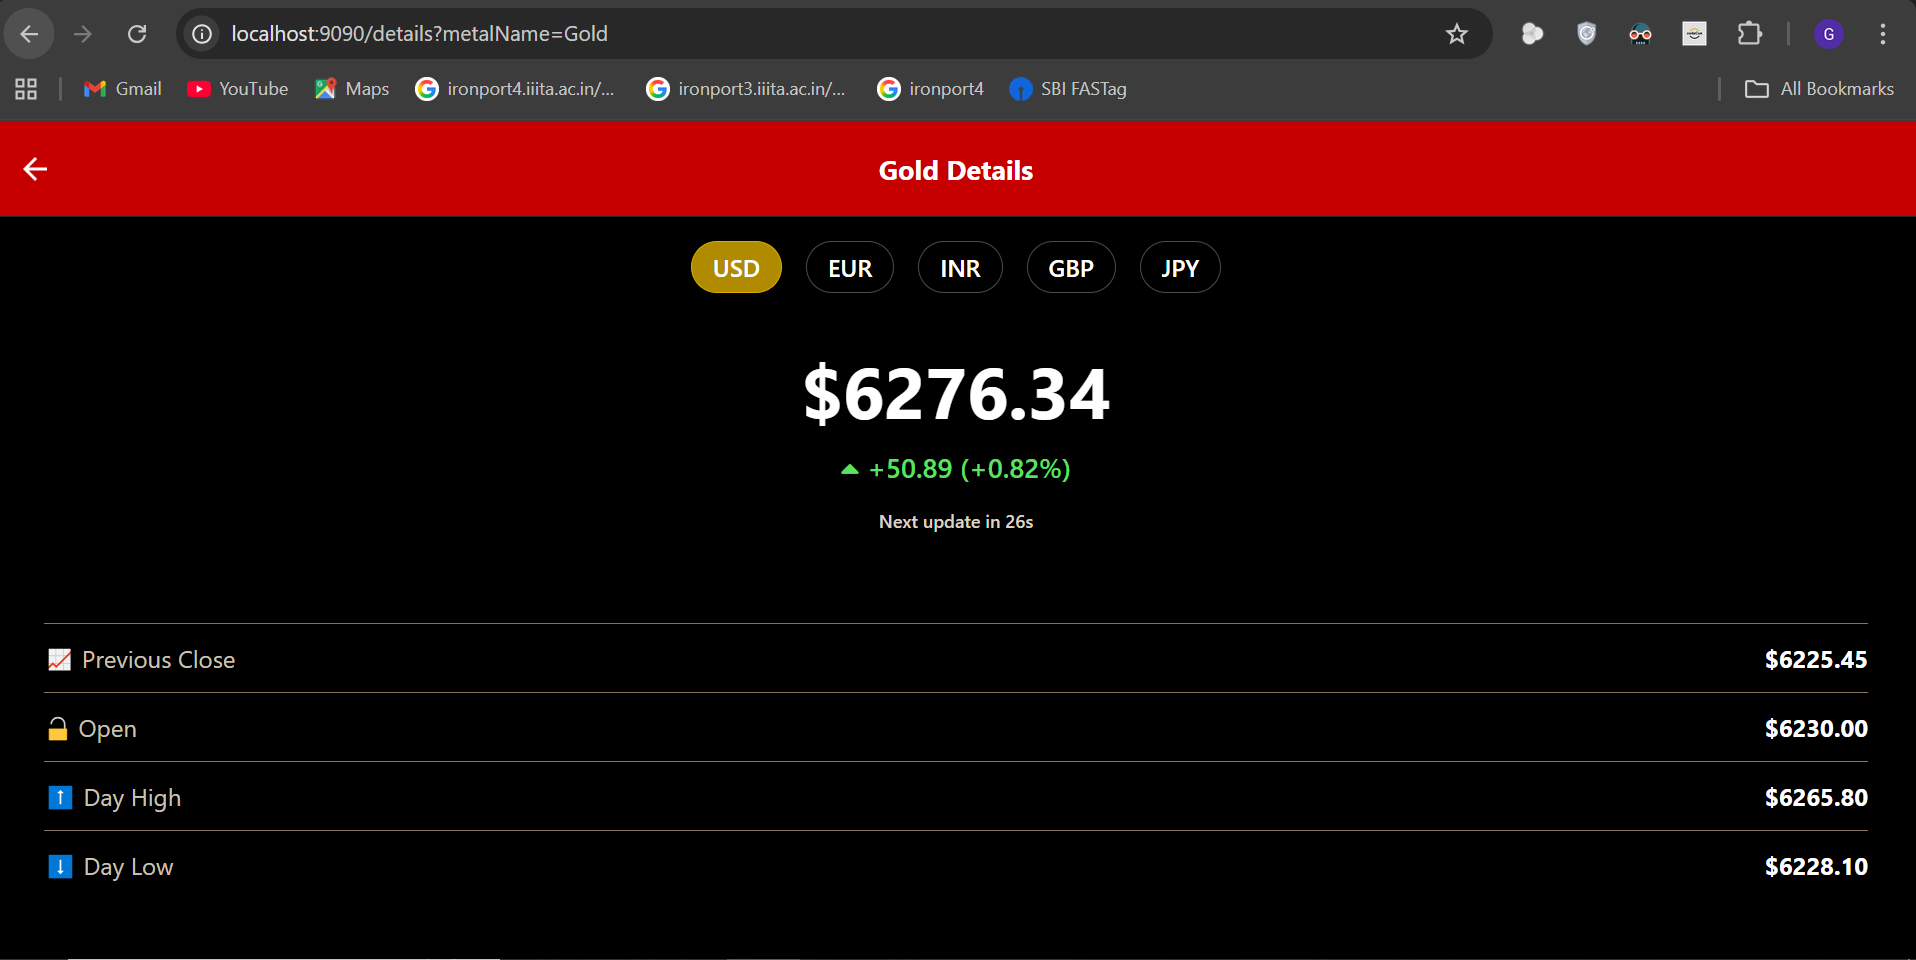 localhost:9090/details?metalName=Gold
G
Gmail YouTube Maps ironport4.iiita.ac.in/... ironport3.iiita.ac.in/... ironport4 SBI FASTag All Bookmarks
Gold Details
USD EUR INR GBP JPY
$6276.34
+50.89 (+0.82%)
Next update in 26s
Previous Close $6225.45
Open $6230.00
Day High $6265.80
Day Low $6228.10